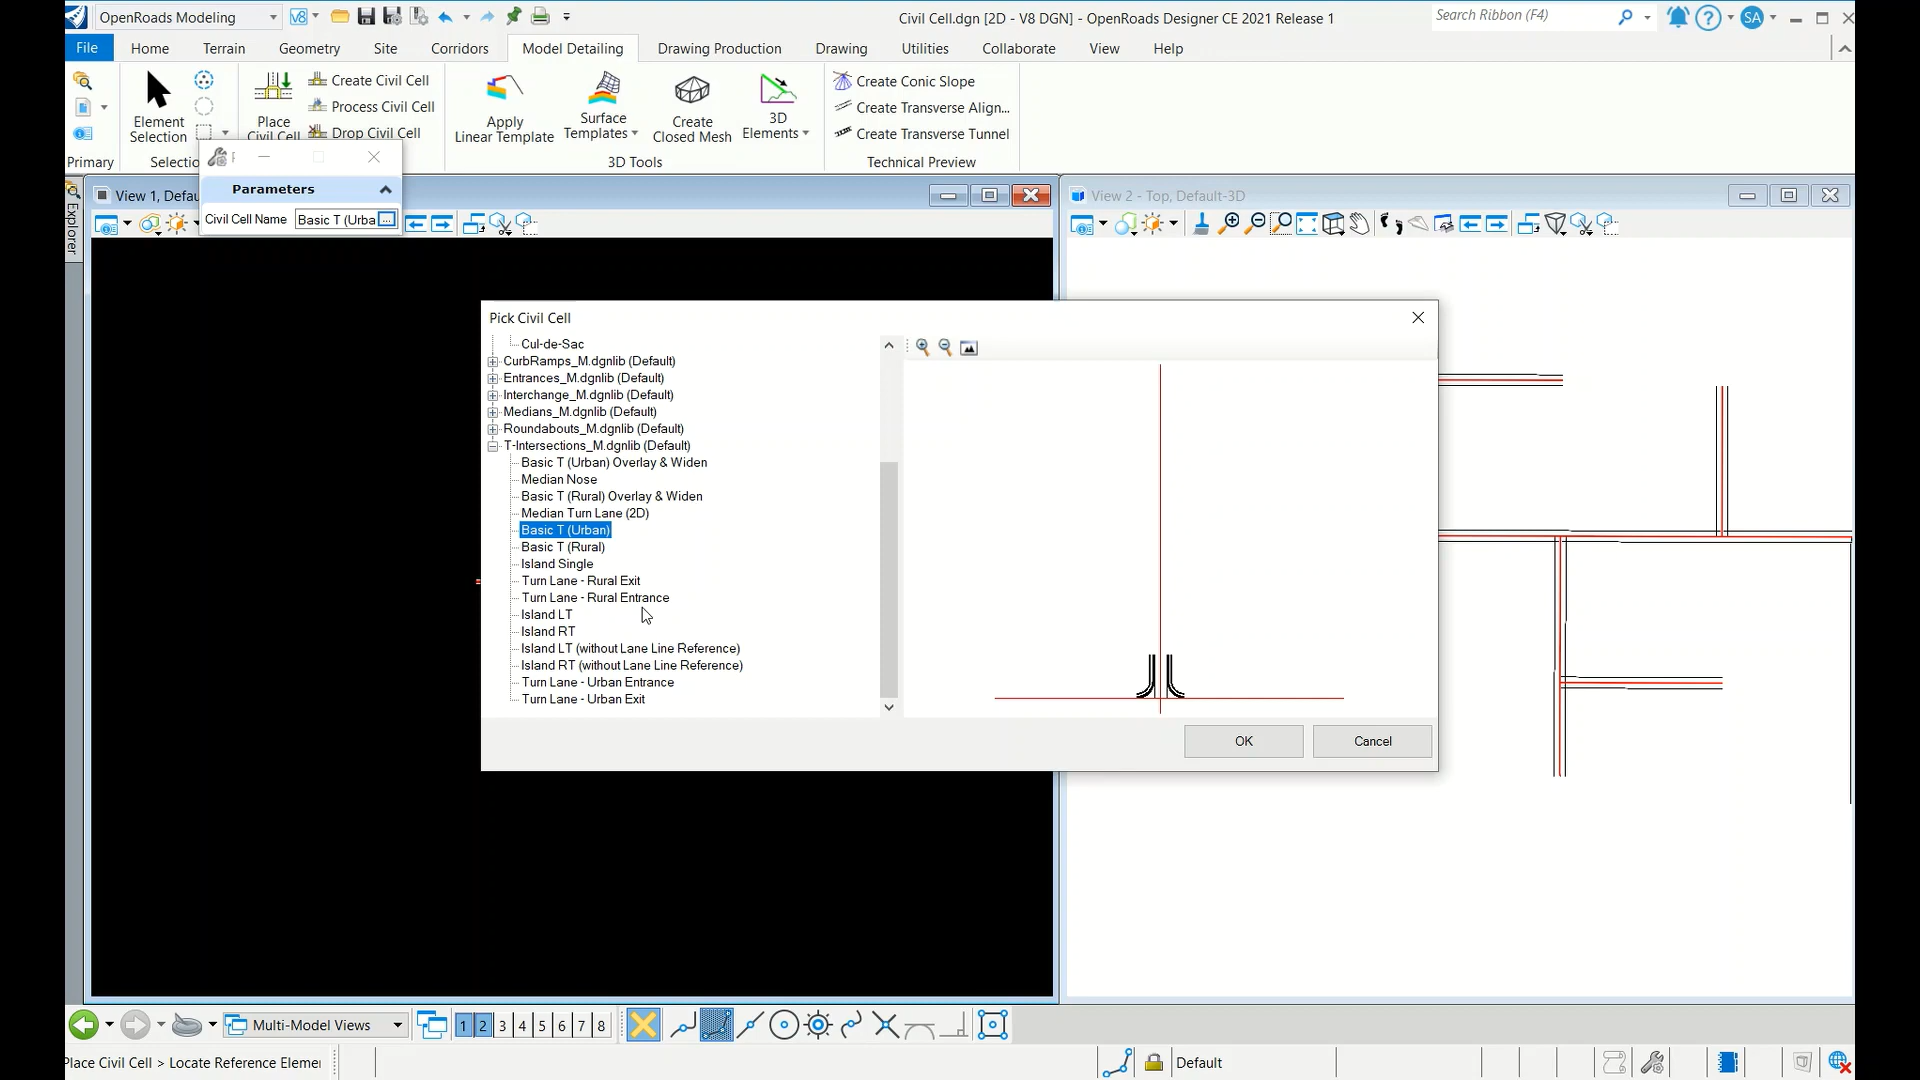 OpenRoads Modeling
V8
Civil Cell.dgn [2D - V8 DGN] - OpenRoads Designer CE 2021 Release 1
Search Ribbon (F4)
SA
File Home Terrain Geometry Site Corridors Model Detailing Drawing Production Drawing Utilities Collaborate View Help
Element Selection
Place Civil Cell
Create Civil Cell
Process Civil Cell
Drop Civil Cell
Apply Linear Template
Surface Templates
Create Closed Mesh
3D Elements
Create Conic Slope
Create Transverse Align...
Create Transverse Tunnel
Primary
Selectio
3D Tools
Technical Preview
Parameters
Civil Cell Name Basic T (Urba ...
Explorer
View 1, Defau
View 2 - Top, Default-3D
Pick Civil Cell
Cul-de-Sac
CurbRamps_M.dgnlib (Default)
Entrances_M.dgnlib (Default)
Interchange_M.dgnlib (Default)
Medians_M.dgnlib (Default)
Roundabouts_M.dgnlib (Default)
T-Intersections_M.dgnlib (Default)
Basic T (Urban) Overlay & Widen
Median Nose
Basic T (Rural) Overlay & Widen
Median Turn Lane (2D)
Basic T (Urban)
Basic T (Rural)
Island Single
Turn Lane - Rural Exit
Turn Lane - Rural Entrance
Island LT
Island RT
Island LT (without Lane Line Reference)
Island RT (without Lane Line Reference)
Turn Lane - Urban Entrance
Turn Lane - Urban Exit
OK Cancel
Multi-Model Views
1 2 3 4 5 6 7 8
Place Civil Cell > Locate Reference Elemer
Default